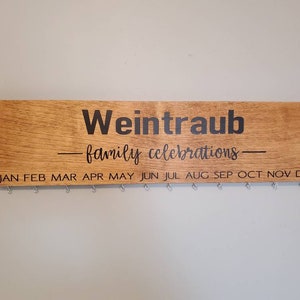 Weintraub
family celebrations
JAN FEB MAR APR MAY JUN JUL AUG SEP OCT NOV D